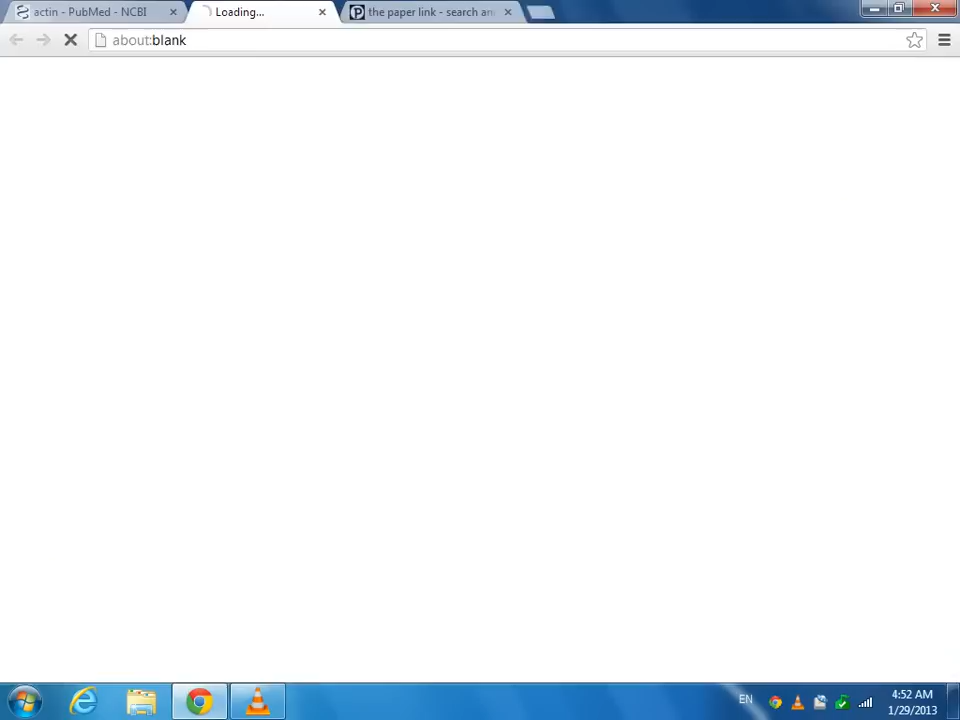 actin - PubMed - NCBI
Loading...
the paper link - search an
about:blank
EN
4:52 AM
1/29/2013